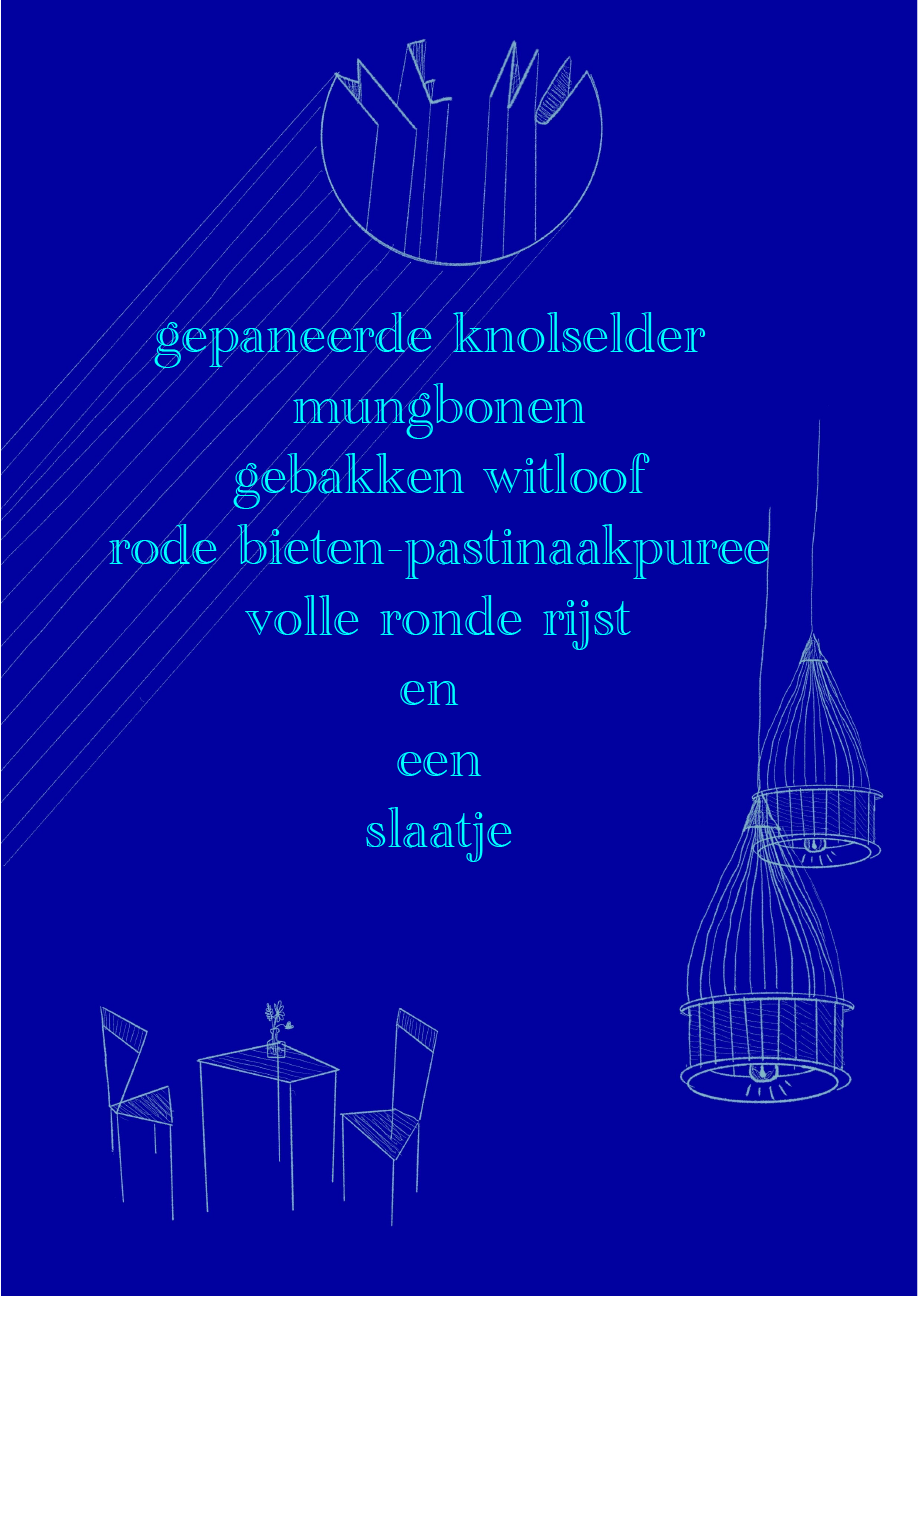 gepaneerde knolselder
mungbonen
gebakken witloof
rode bieten-pastinaakpuree
volle ronde rijst
en
een
slaatje